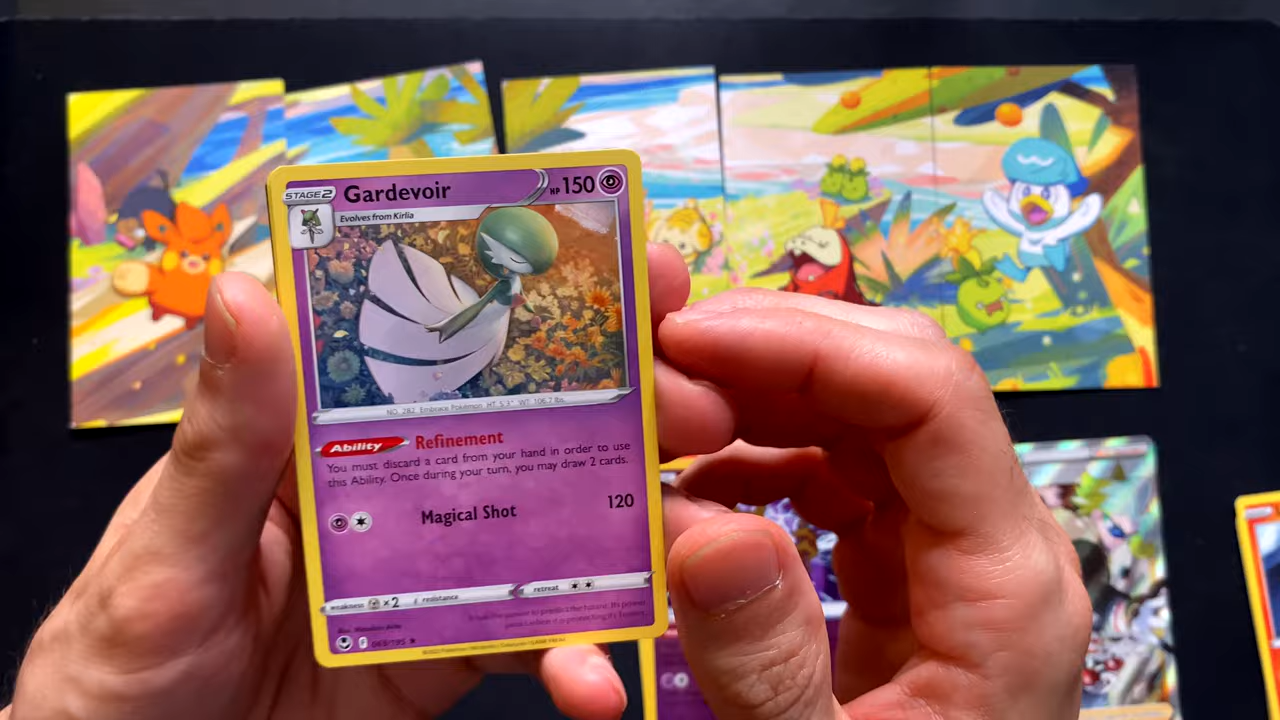 STAGE2 Gardevoir HP 150
Evolves from Kirlia
NO. 282 Embrace Pokémon HT: 5'3" WT: 106.7 lbs.
Ability Refinement
You must discard a card from your hand in order to use
this Ability. Once during your turn, you may draw 2 cards.
Magical Shot 120
weakness ×2 resistance retreat
F 069/195 ★